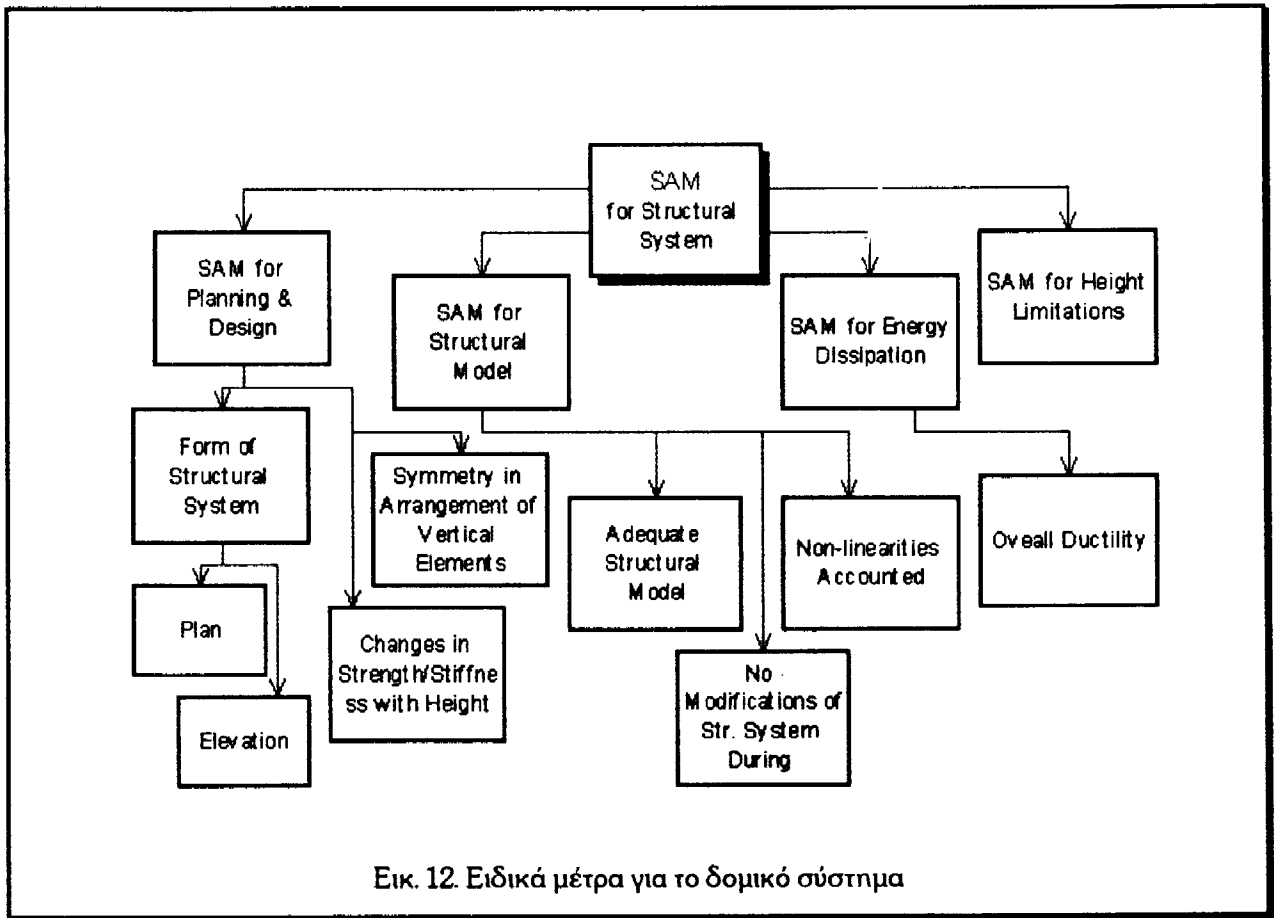 SAM
for Structural
System
SAM for
Planning &
Design
SAM for
Structural
Model
SAM for Energy
Dissipation
SAM for Height
Limitations
Form of
Structural
System
Symmetry in
Arrangement of
Vertical
Elements
Adequate
Structural
Model
Non-linearities
Accounted
Oveall Ductility
Plan
Changes in
Strength/Stiffne
ss with Height
No
Modifications of
Str. System
During
Elevation
Εικ. 12. Ειδικά μέτρα για το δομικό σύστημα